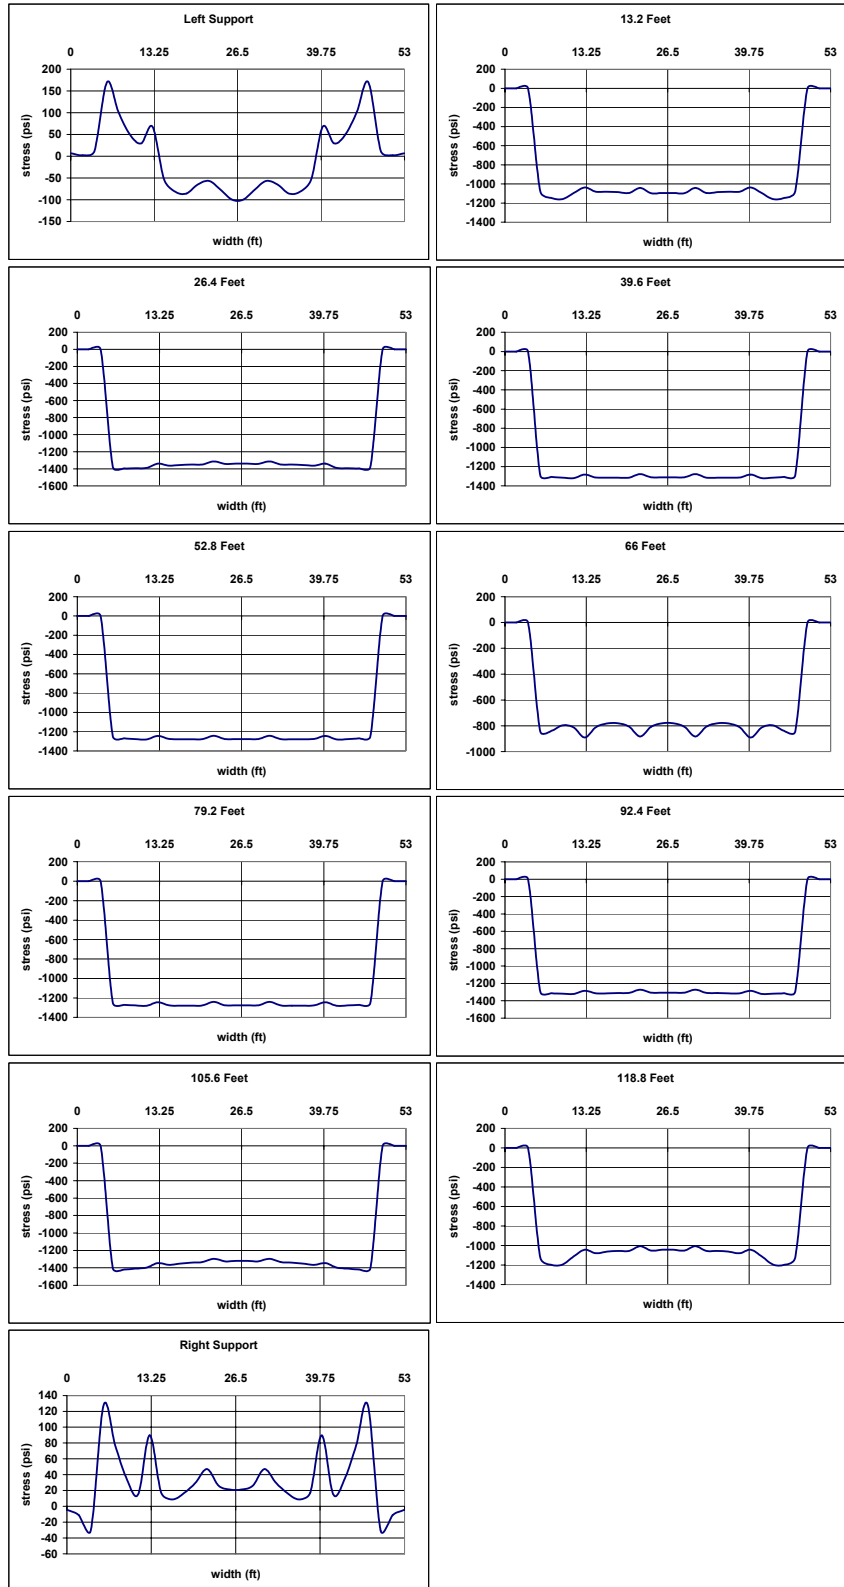 Left Support
0 13.25 26.5 39.75 53
200
150
100
50
0
-50
-100
-150
stress (psi)
width (ft)
13.2 Feet
0 13.25 26.5 39.75 53
200
0
-200
-400
-600
-800
-1000
-1200
-1400
stress (psi)
width (ft)
26.4 Feet
0 13.25 26.5 39.75 53
200
0
-200
-400
-600
-800
-1000
-1200
-1400
-1600
stress (psi)
width (ft)
39.6 Feet
0 13.25 26.5 39.75 53
200
0
-200
-400
-600
-800
-1000
-1200
-1400
stress (psi)
width (ft)
52.8 Feet
0 13.25 26.5 39.75 53
200
0
-200
-400
-600
-800
-1000
-1200
-1400
stress (psi)
width (ft)
66 Feet
0 13.25 26.5 39.75 53
200
0
-200
-400
-600
-800
-1000
stress (psi)
width (ft)
79.2 Feet
0 13.25 26.5 39.75 53
200
0
-200
-400
-600
-800
-1000
-1200
-1400
stress (psi)
width (ft)
92.4 Feet
0 13.25 26.5 39.75 53
200
0
-200
-400
-600
-800
-1000
-1200
-1400
-1600
stress (psi)
width (ft)
105.6 Feet
0 13.25 26.5 39.75 53
200
0
-200
-400
-600
-800
-1000
-1200
-1400
-1600
stress (psi)
width (ft)
118.8 Feet
0 13.25 26.5 39.75 53
200
0
-200
-400
-600
-800
-1000
-1200
-1400
stress (psi)
width (ft)
Right Support
0 13.25 26.5 39.75 53
140
120
100
80
60
40
20
0
-20
-40
-60
stress (psi)
width (ft)